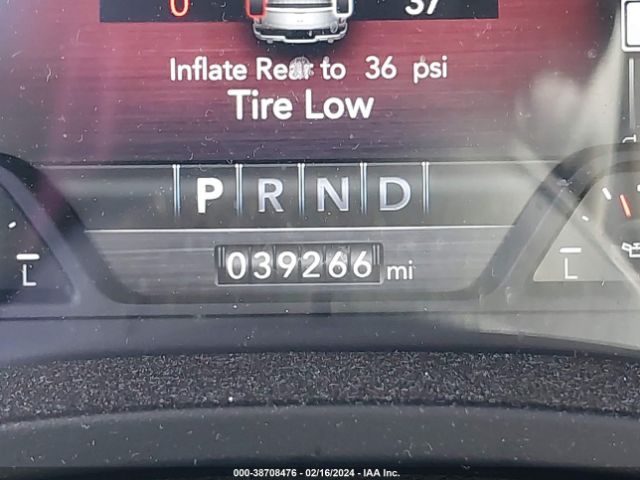 0 37
Inflate Rear to 36 psi
Tire Low
P R N D
039266 mi
L L
000-38708476 - 02/16/2024 - IAA Inc.